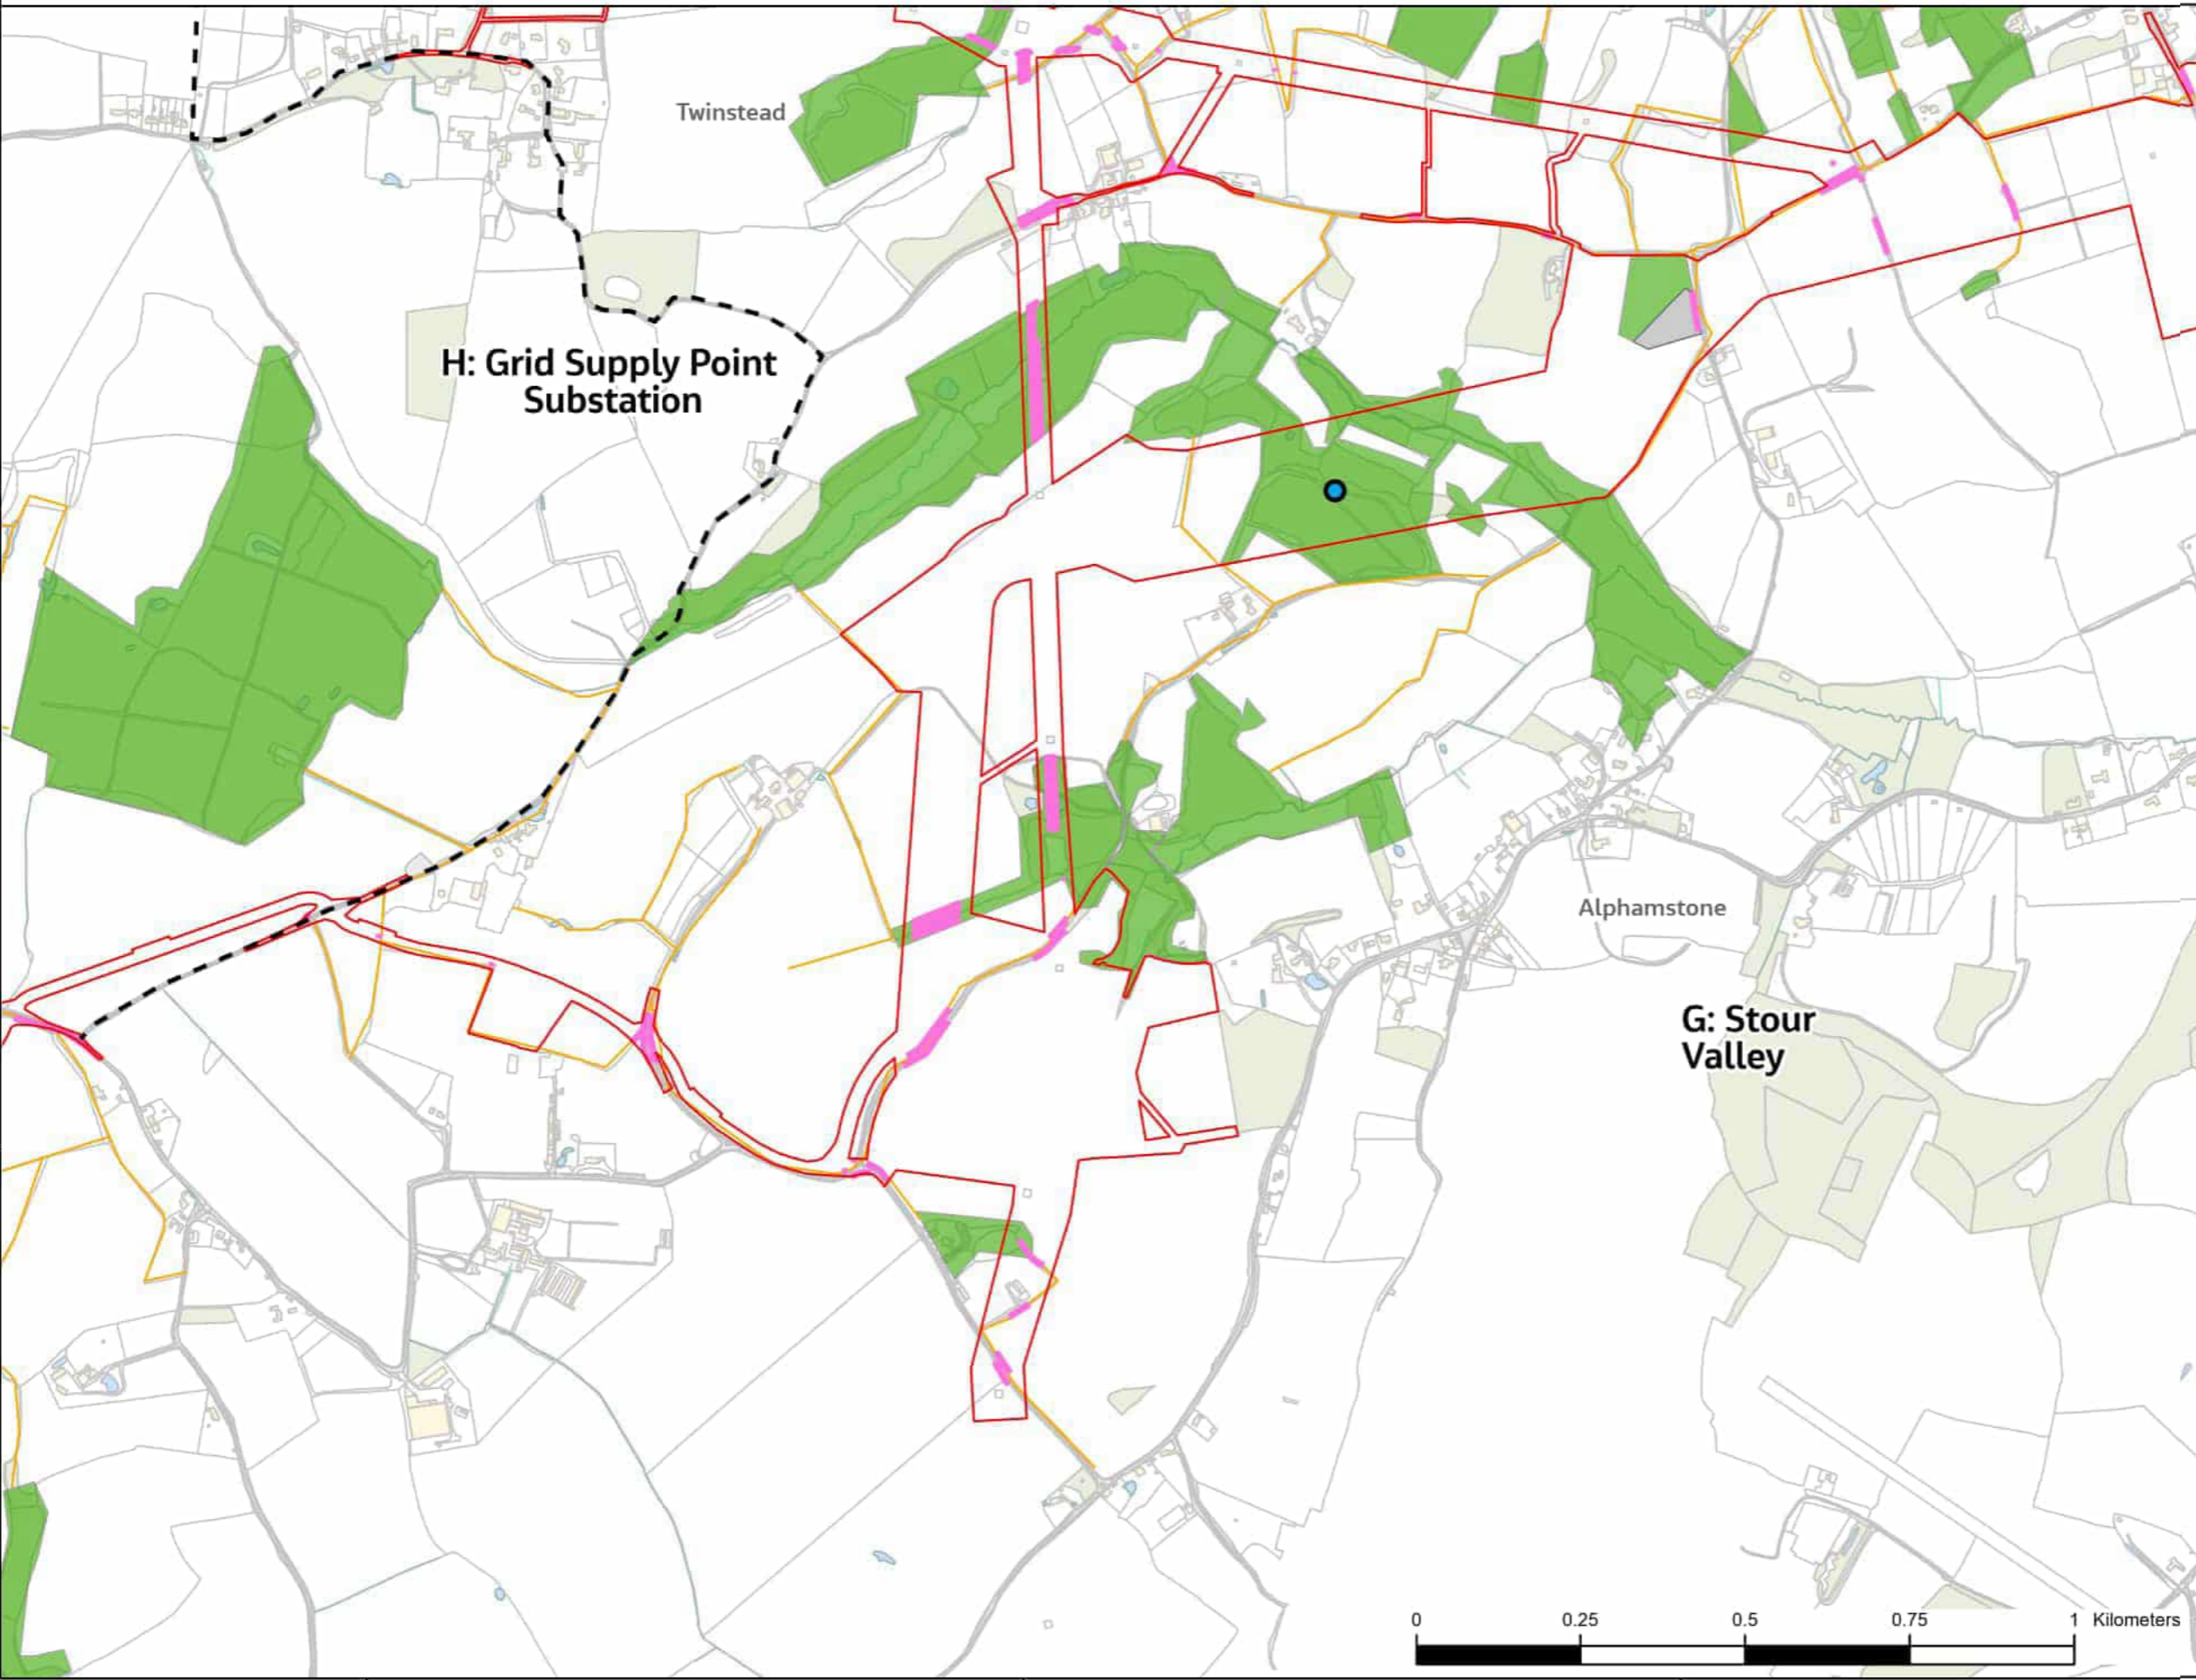 Twinstead
H: Grid Supply Point
Substation
Alphamstone
G: Stour
Valley
0 0.25 0.5 0.75 1 Kilometers